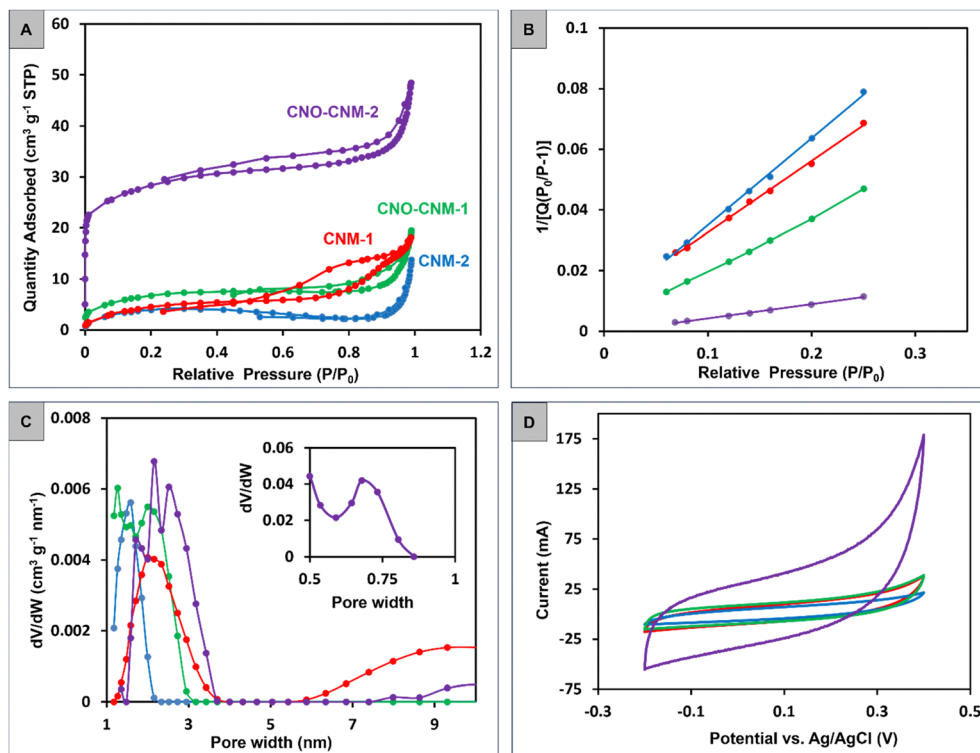 A
60
50
40
30
20
10
0
Quantity Adsorbed (cm³ g⁻¹ STP)
CNO-CNM-2
CNO-CNM-1
CNM-1
CNM-2
0 0.2 0.4 0.6 0.8 1 1.2
Relative Pressure (P/P₀)
B
0.1
0.08
0.06
0.04
0.02
0
1/[Q(P₀/P-1)]
0 0.1 0.2 0.3
Relative Pressure (P/P₀)
C
0.008
0.006
0.004
0.002
0
dV/dW (cm³ g⁻¹ nm⁻¹)
0.06
0.04
0.02
0
dV/dW
0.5 0.75 1
Pore width
1 3 5 7 9
Pore width (nm)
D
175
125
75
25
-25
-75
Current (mA)
-0.3 -0.1 0.1 0.3 0.5
Potential vs. Ag/AgCl (V)